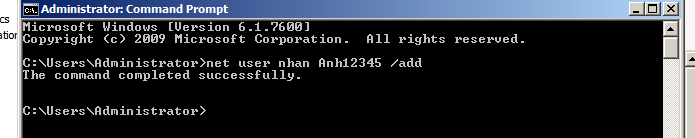 cs
ation
Administrator: Command Prompt
Microsoft Windows [Version 6.1.7600]
Copyright (c) 2009 Microsoft Corporation.  All rights reserved.
C:\Users\Administrator>net user nhan Anh12345 /add
The command completed successfully.
C:\Users\Administrator>